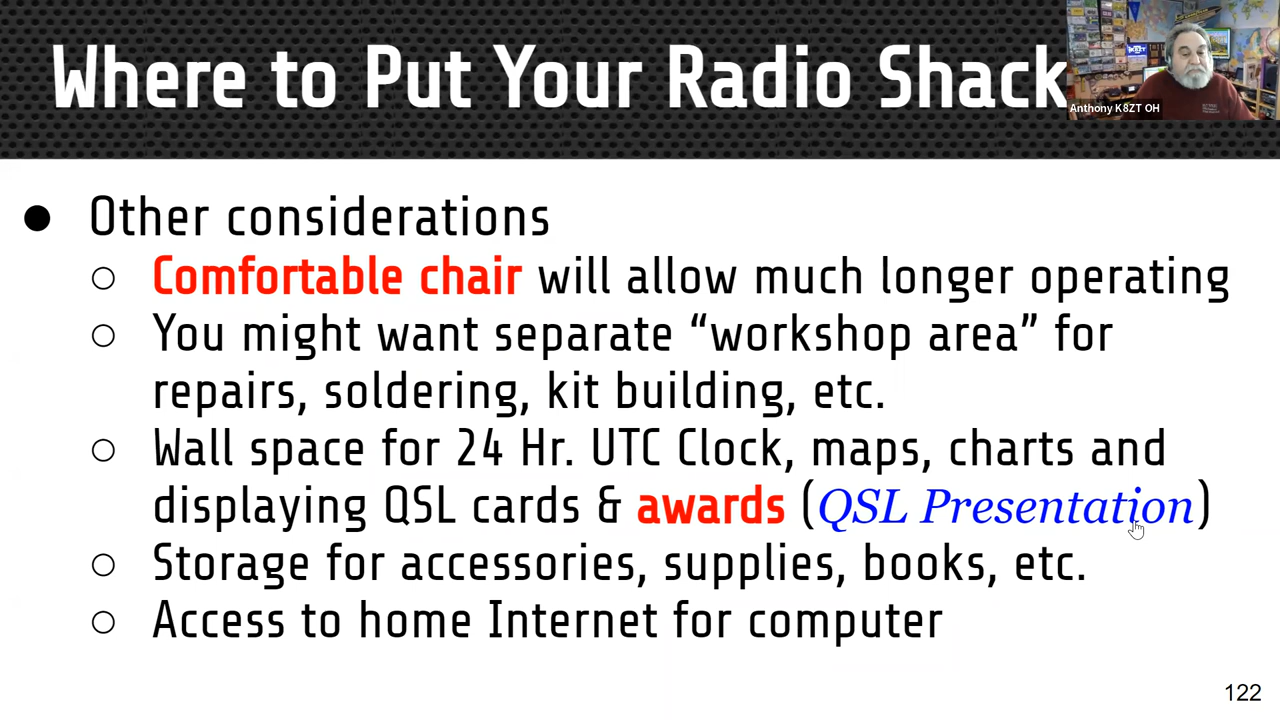 Where to Put Your Radio Shack
Anthony K8ZT OH
● Other considerations
○ Comfortable chair will allow much longer operating
○ You might want separate “workshop area” for
repairs, soldering, kit building, etc.
○ Wall space for 24 Hr. UTC Clock, maps, charts and
displaying QSL cards & awards (QSL Presentation)
○ Storage for accessories, supplies, books, etc.
○ Access to home Internet for computer
122